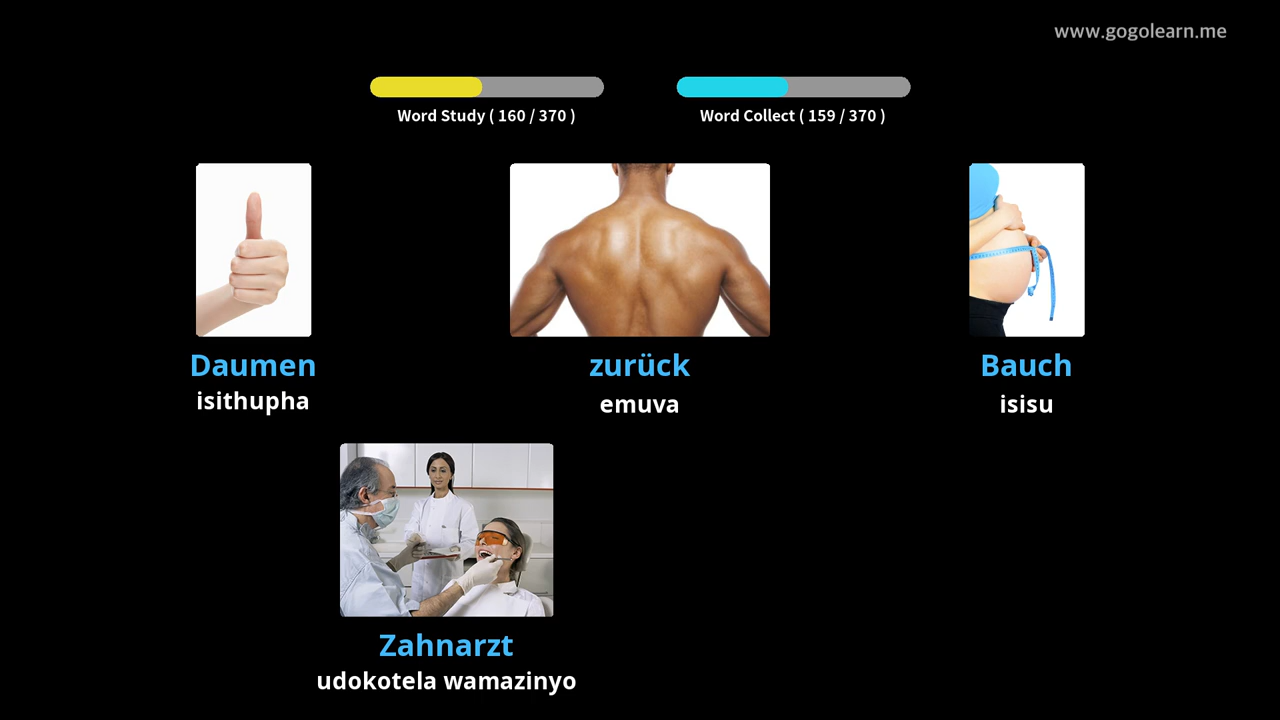 www.gogolearn.me
Word Study ( 160 / 370 )
Word Collect ( 159 / 370 )
Daumen
isithupha
zurück
emuva
Bauch
isisu
Zahnarzt
udokotela wamazinyo